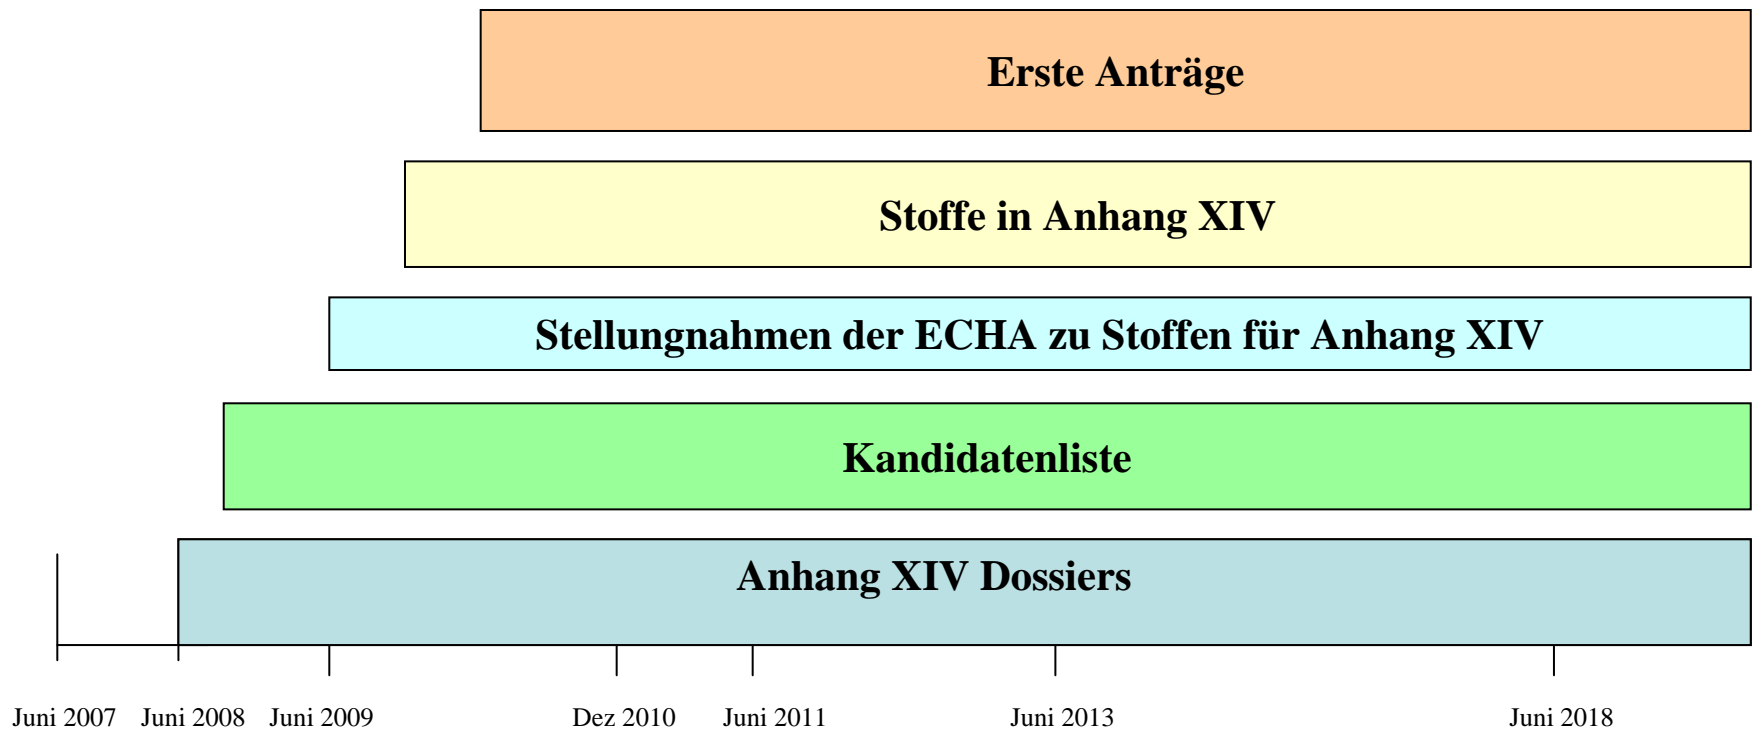 Erste Anträge
Stoffe in Anhang XIV
Stellungnahmen der ECHA zu Stoffen für Anhang XIV
Kandidatenliste
Anhang XIV Dossiers
Juni 2007 Juni 2008 Juni 2009 Dez 2010 Juni 2011 Juni 2013 Juni 2018